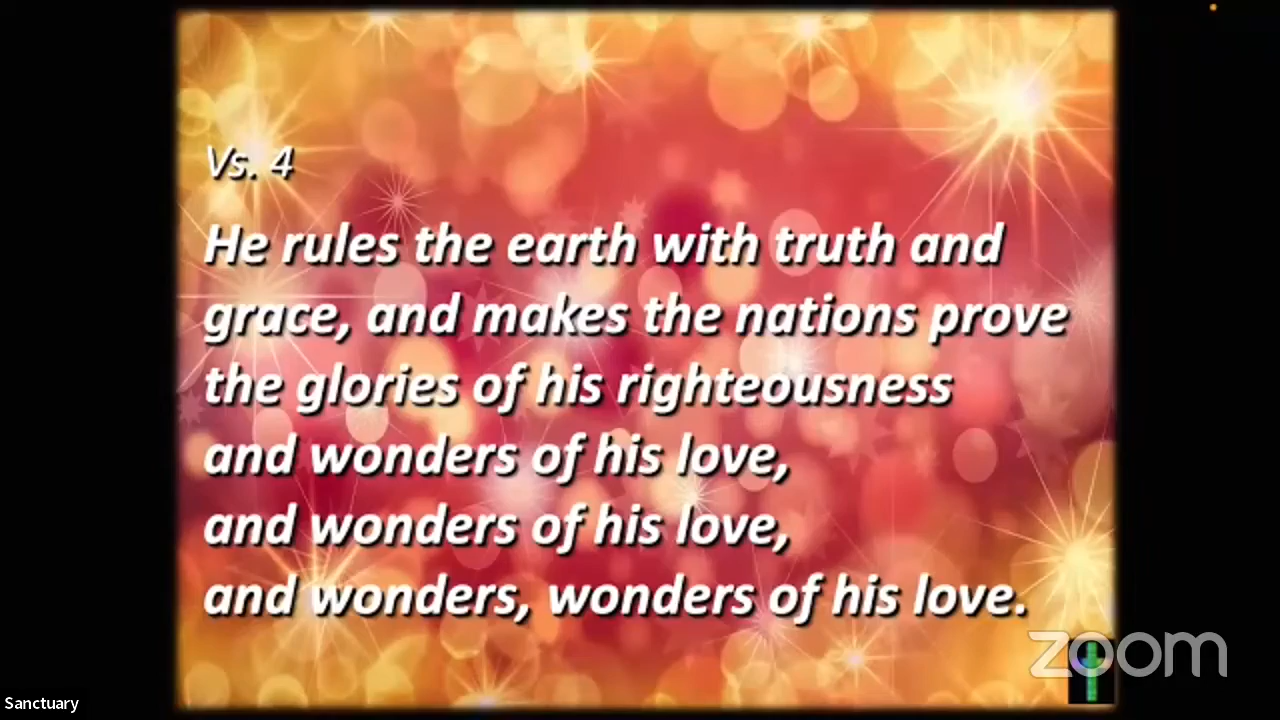 Vs. 4
He rules the earth with truth and
grace, and makes the nations prove
the glories of his righteousness
and wonders of his love,
and wonders of his love,
and wonders, wonders of his love.
zoom
Sanctuary